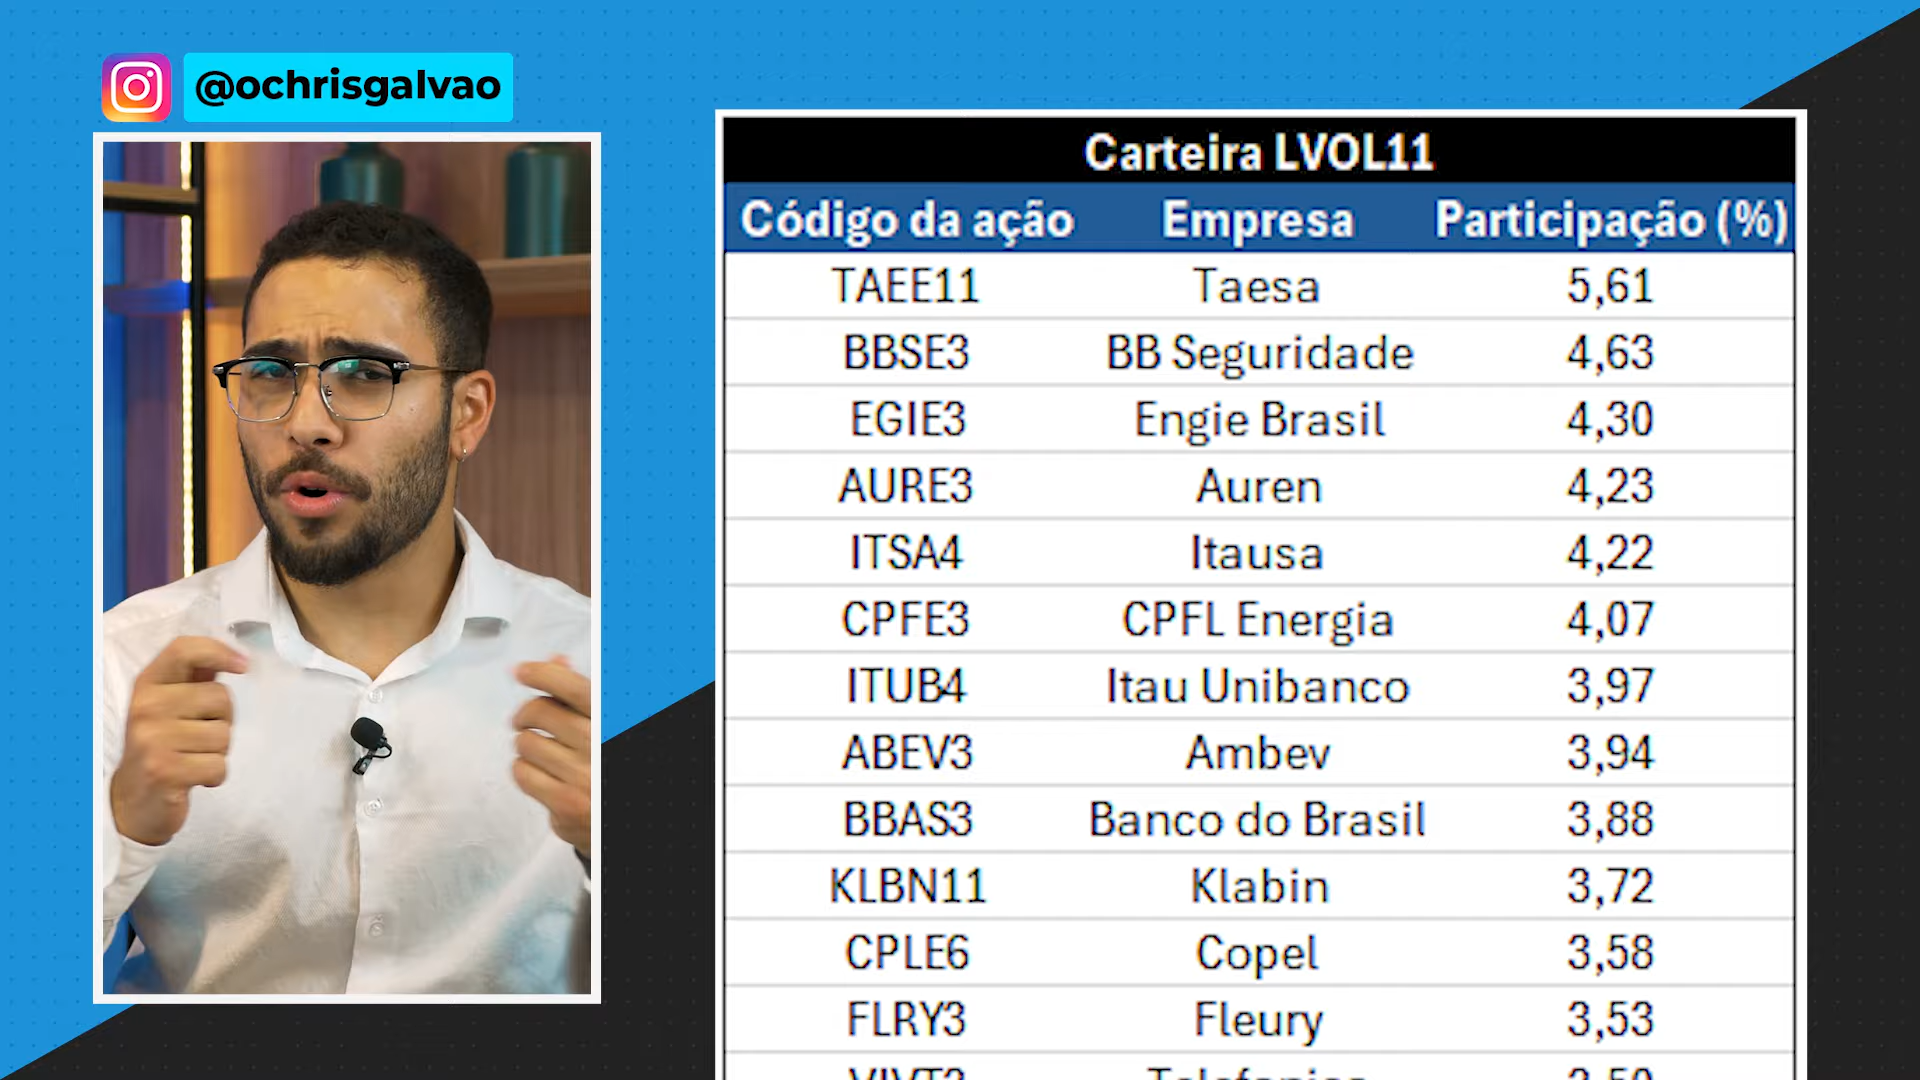 @ochrisgalvao
Carteira LVOL11
Código da ação Empresa Participação (%)
TAEE11 Taesa 5,61
BBSE3 BB Seguridade 4,63
EGIE3 Engie Brasil 4,30
AURE3 Auren 4,23
ITSA4 Itausa 4,22
CPFE3 CPFL Energia 4,07
ITUB4 Itau Unibanco 3,97
ABEV3 Ambev 3,94
BBAS3 Banco do Brasil 3,88
KLBN11 Klabin 3,72
CPLE6 Copel 3,58
FLRY3 Fleury 3,53